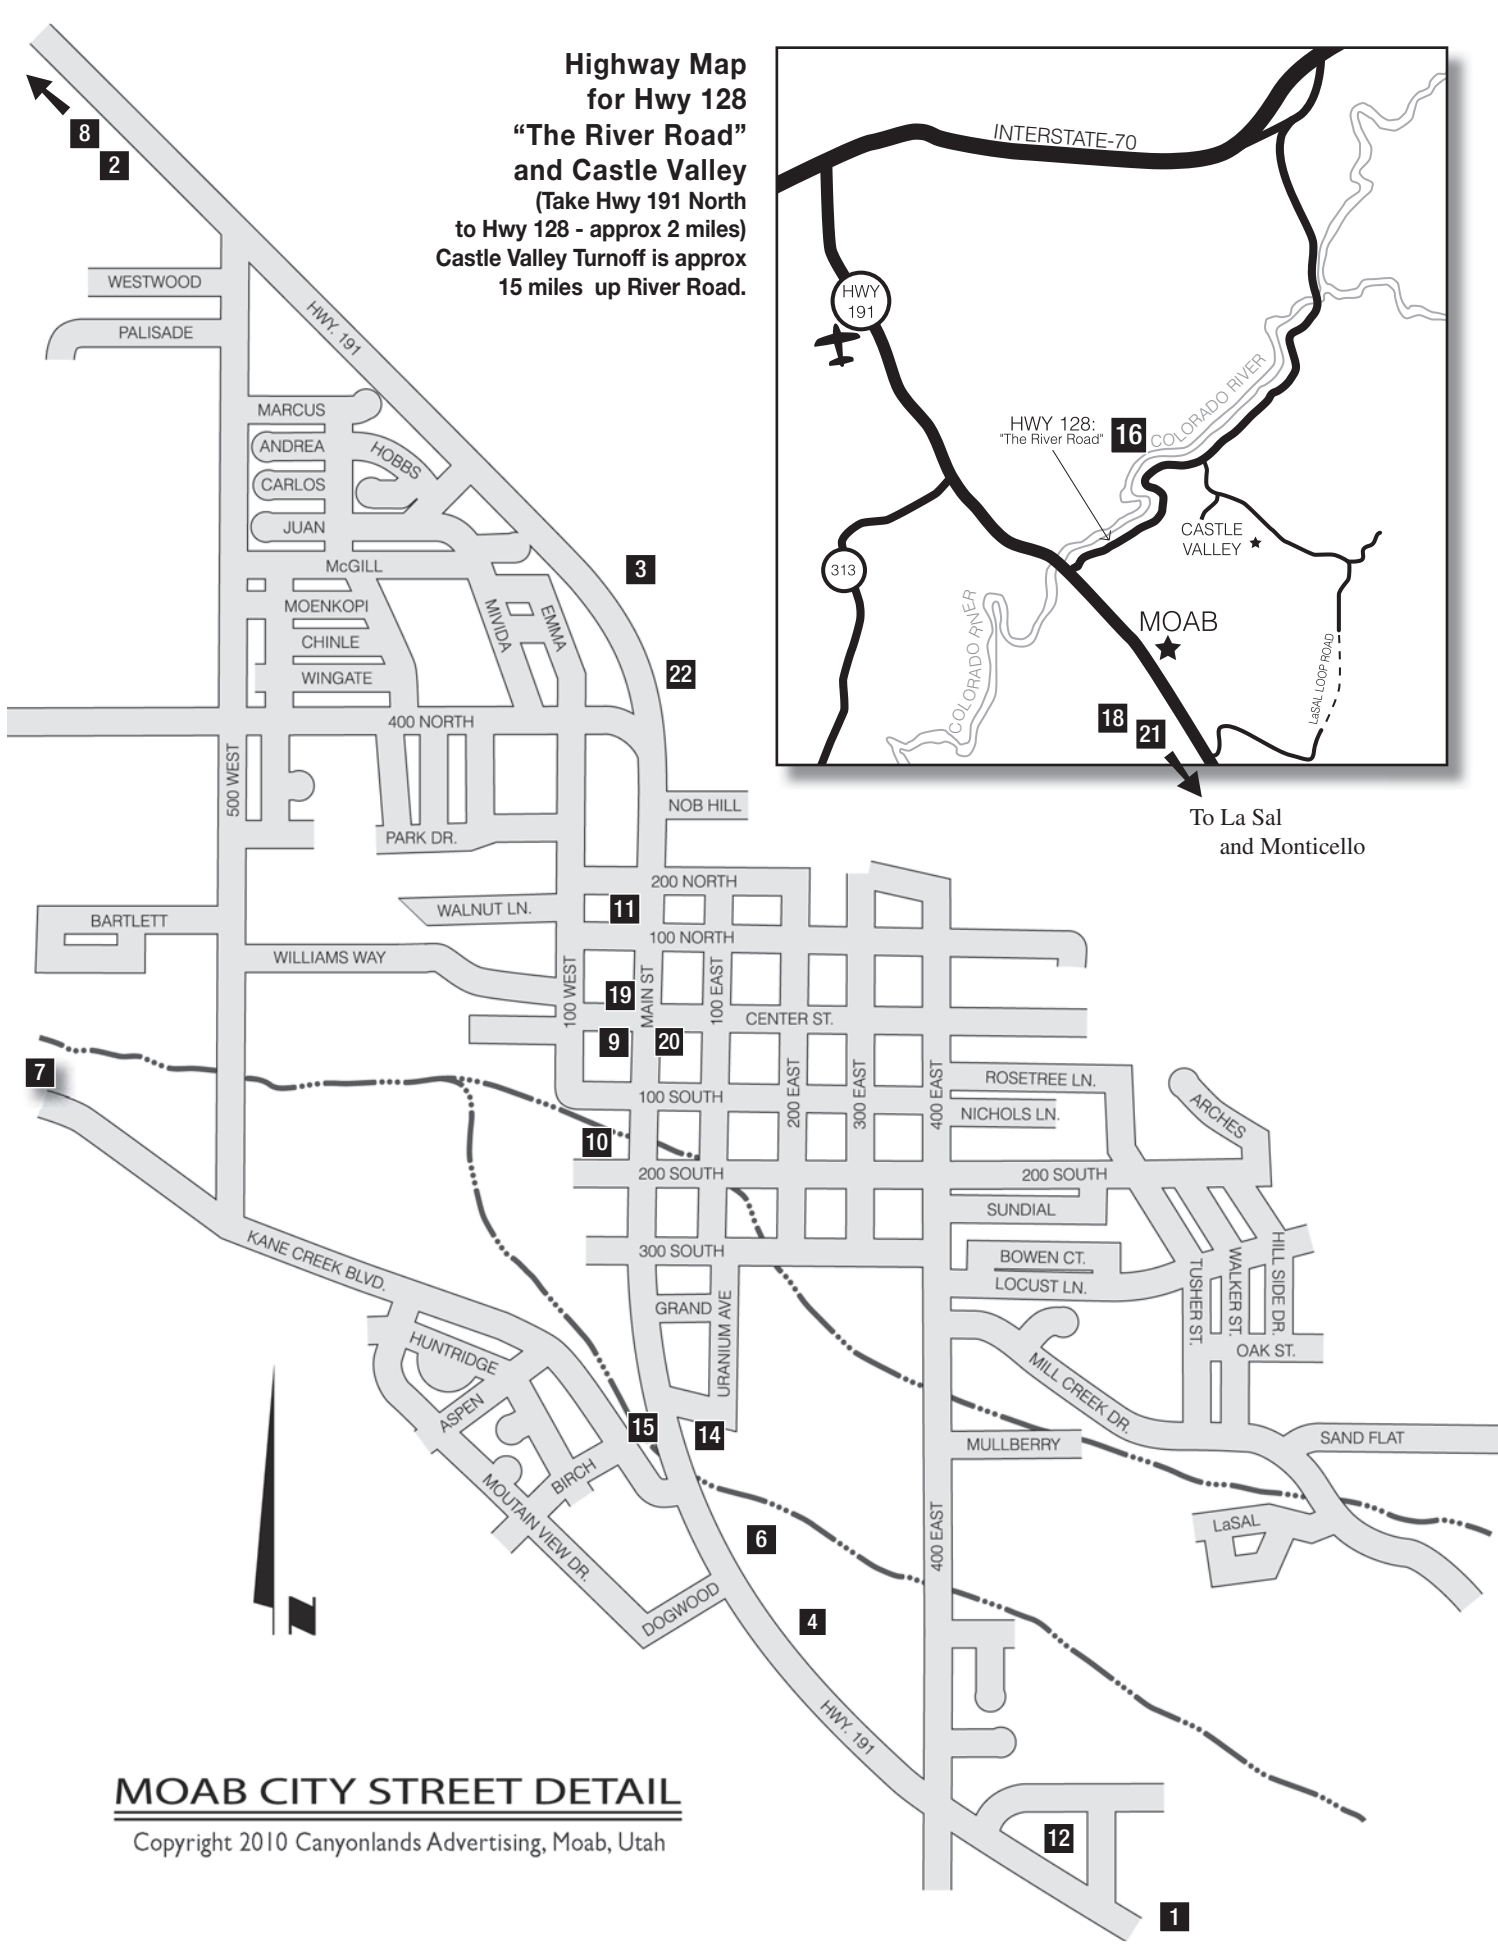 Highway Map
for Hwy 128
“The River Road”
and Castle Valley
(Take Hwy 191 North
to Hwy 128 - approx 2 miles)
Castle Valley Turnoff is approx
15 miles up River Road.
INTERSTATE-70
HWY
191
COLORADO RIVER
HWY 128:
"The River Road"
16
CASTLE
VALLEY
313
COLORADO RIVER
MOAB
LaSAL LOOP ROAD
18
21
To La Sal
and Monticello
8
2
WESTWOOD
PALISADE
HWY. 191
MARCUS
ANDREA
HOBBS
CARLOS
JUAN
McGILL
3
MOENKOPI
MIVIDA
EMMA
CHINLE
WINGATE
22
400 NORTH
500 WEST
NOB HILL
PARK DR.
200 NORTH
WALNUT LN.
11
BARTLETT
100 NORTH
WILLIAMS WAY
100 WEST
19
MAIN ST
100 EAST
CENTER ST.
9
20
7
200 EAST
300 EAST
400 EAST
ROSETREE LN.
100 SOUTH
NICHOLS LN.
ARCHES
10
200 SOUTH
200 SOUTH
SUNDIAL
KANE CREEK BLVD.
300 SOUTH
BOWEN CT.
LOCUST LN.
TUSHER ST.
WALKER ST.
HILL SIDE DR.
GRAND
URANIUM AVE
HUNTRIDGE
OAK ST.
MILL CREEK DR.
ASPEN
15
14
MULLBERRY
SAND FLAT
BIRCH
MOUTAIN VIEW DR.
LaSAL
6
400 EAST
DOGWOOD
4
HWY. 191
MOAB CITY STREET DETAIL
Copyright 2010 Canyonlands Advertising, Moab, Utah
12
1
N